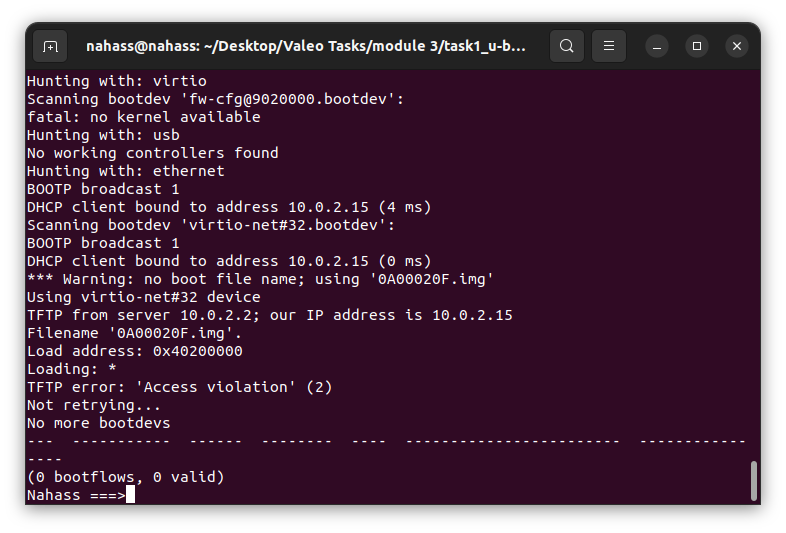 nahass@nahass: ~/Desktop/Valeo Tasks/module 3/task1_u-b...
Hunting with: virtio
Scanning bootdev 'fw-cfg@9020000.bootdev':
fatal: no kernel available
Hunting with: usb
No working controllers found
Hunting with: ethernet
BOOTP broadcast 1
DHCP client bound to address 10.0.2.15 (4 ms)
Scanning bootdev 'virtio-net#32.bootdev':
BOOTP broadcast 1
DHCP client bound to address 10.0.2.15 (0 ms)
*** Warning: no boot file name; using '0A00020F.img'
Using virtio-net#32 device
TFTP from server 10.0.2.2; our IP address is 10.0.2.15
Filename '0A00020F.img'.
Load address: 0x40200000
Loading: *
TFTP error: 'Access violation' (2)
Not retrying...
No more bootdevs
---  -----------  ------  --------  ----  ------------------------  ------------
----
(0 bootflows, 0 valid)
Nahass ===>